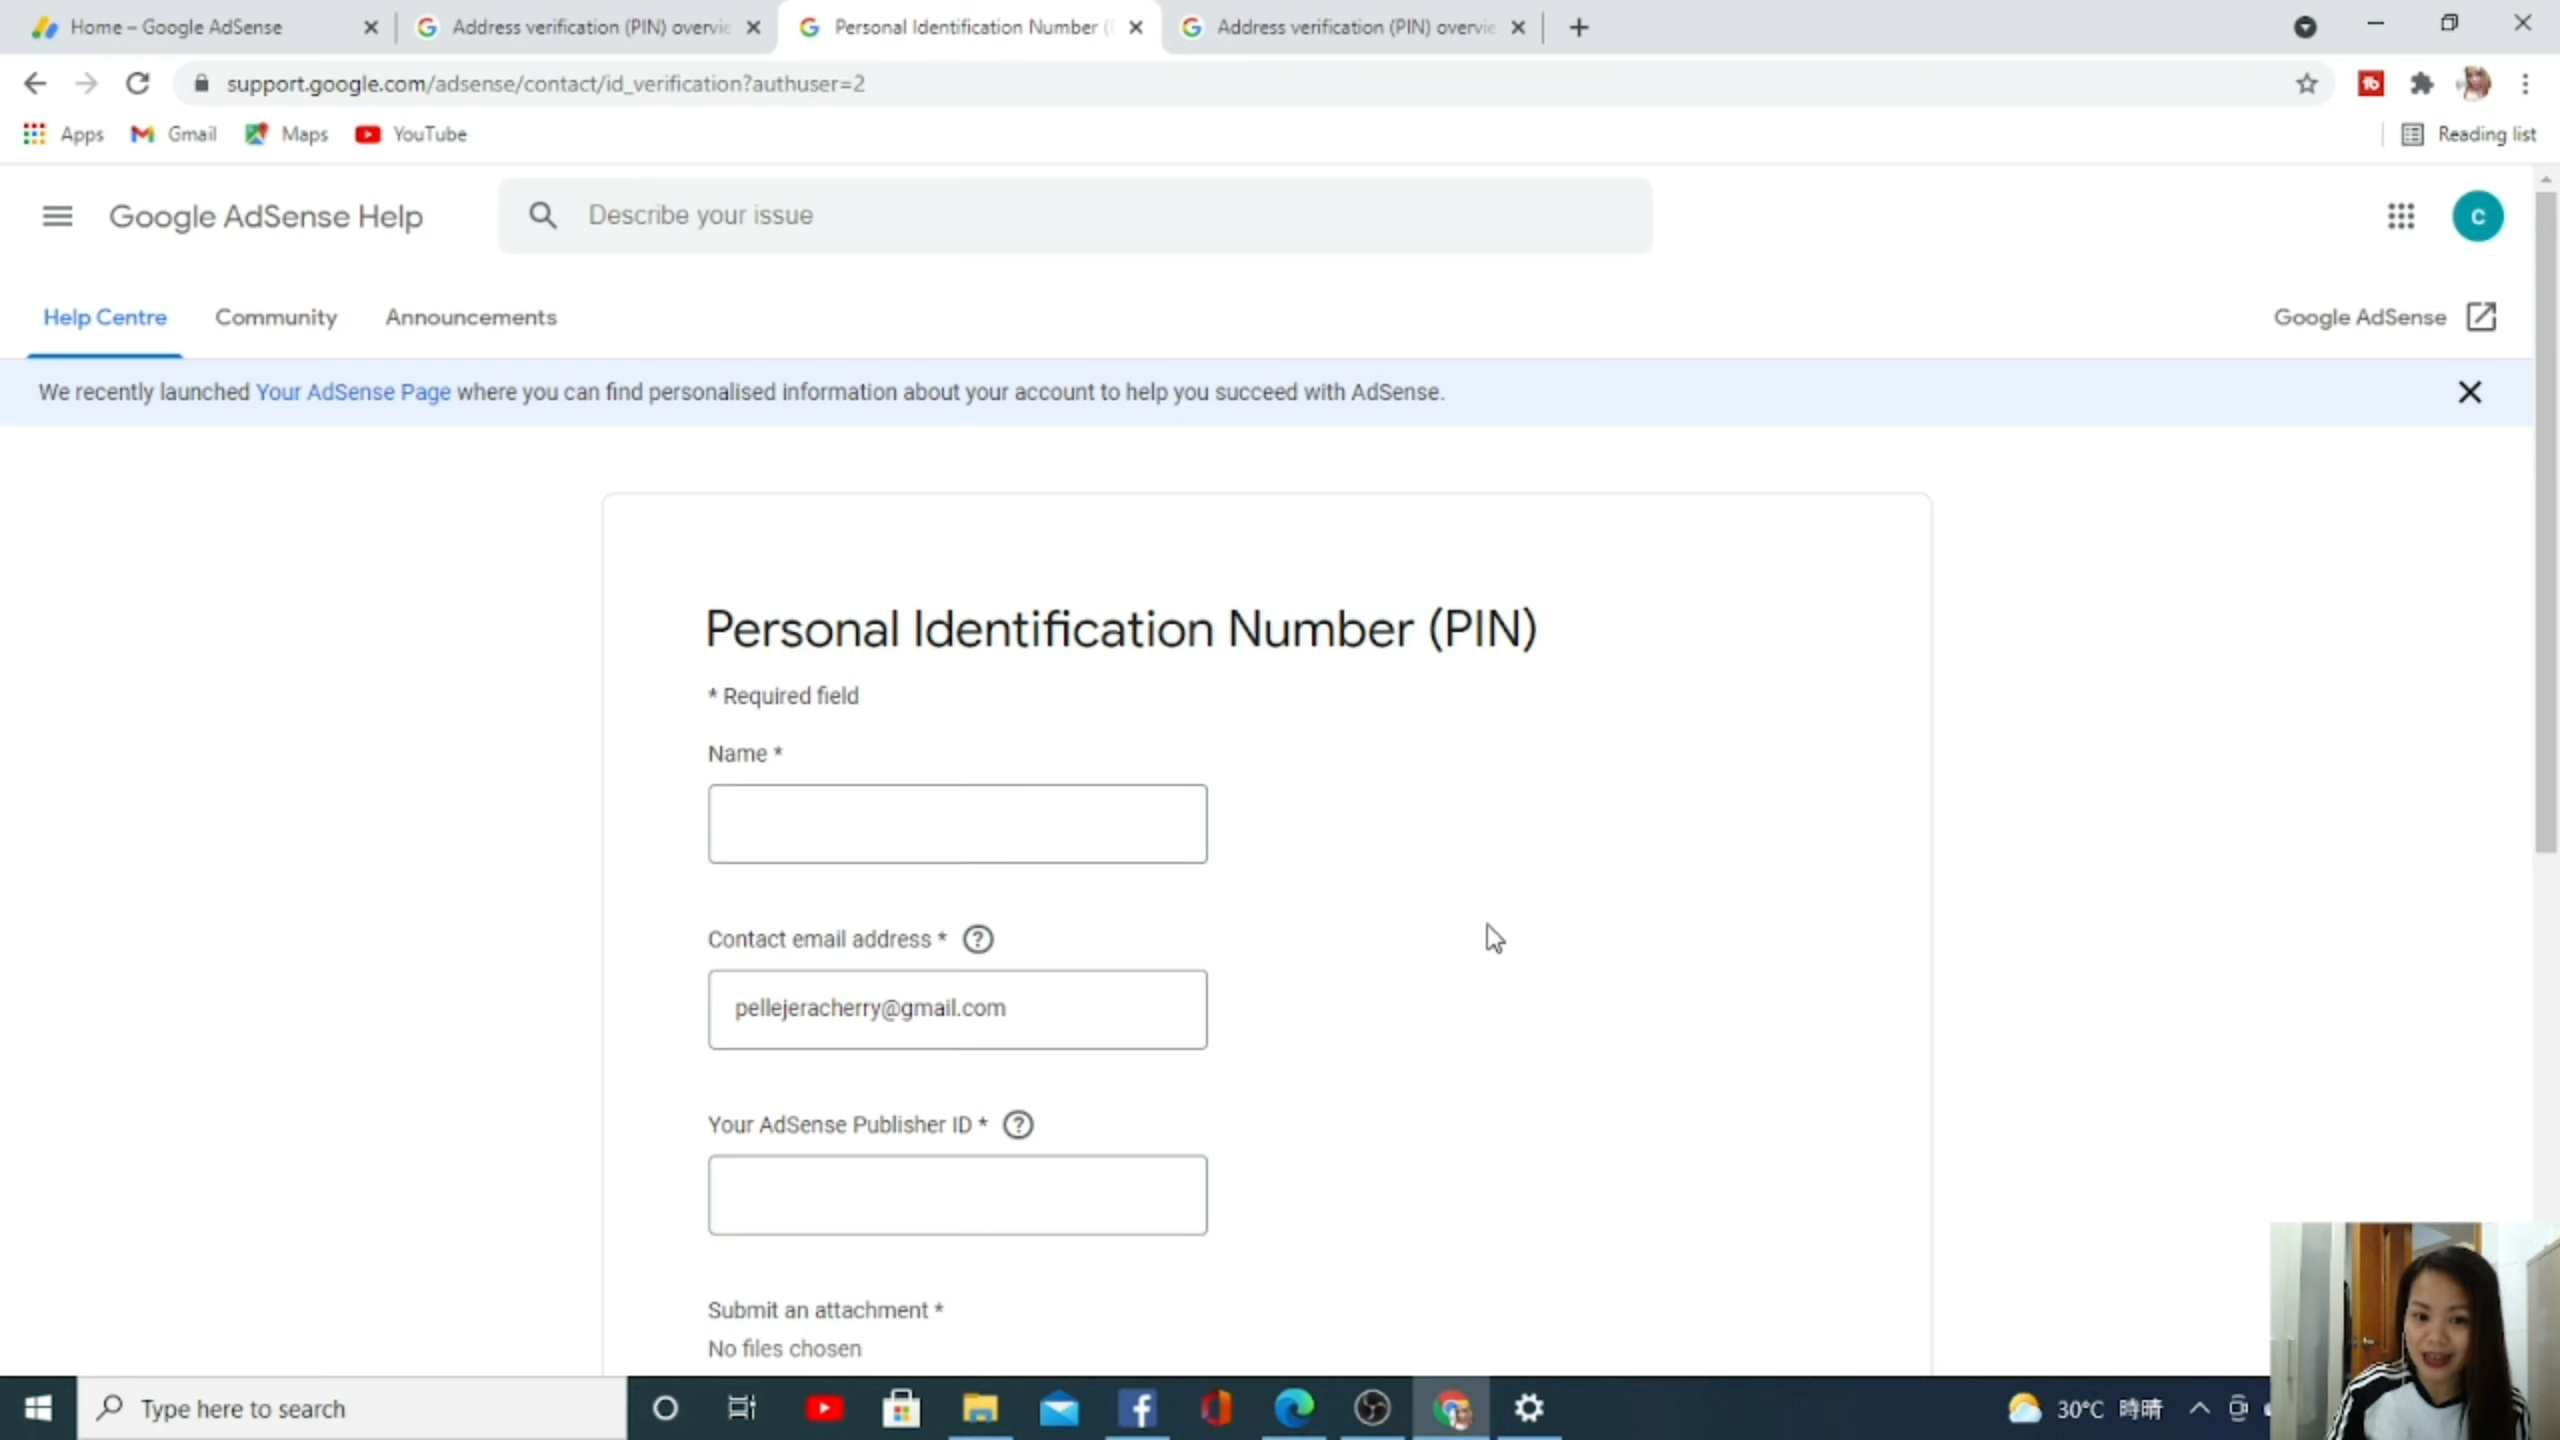 Home – Google AdSense
Address verification (PIN) overvie
Personal Identification Number (
Address verification (PIN) overvie
support.google.com/adsense/contact/id_verification?authuser=2
Apps
Gmail
Maps
YouTube
Reading list
Google AdSense Help
Describe your issue
C
Help Centre
Community
Announcements
Google AdSense
We recently launched Your AdSense Page where you can find personalised information about your account to help you succeed with AdSense.
Personal Identification Number (PIN)
* Required field
Name *
Contact email address *
pellejeracherry@gmail.com
Your AdSense Publisher ID *
Submit an attachment *
No files chosen
Type here to search
30°C 時晴